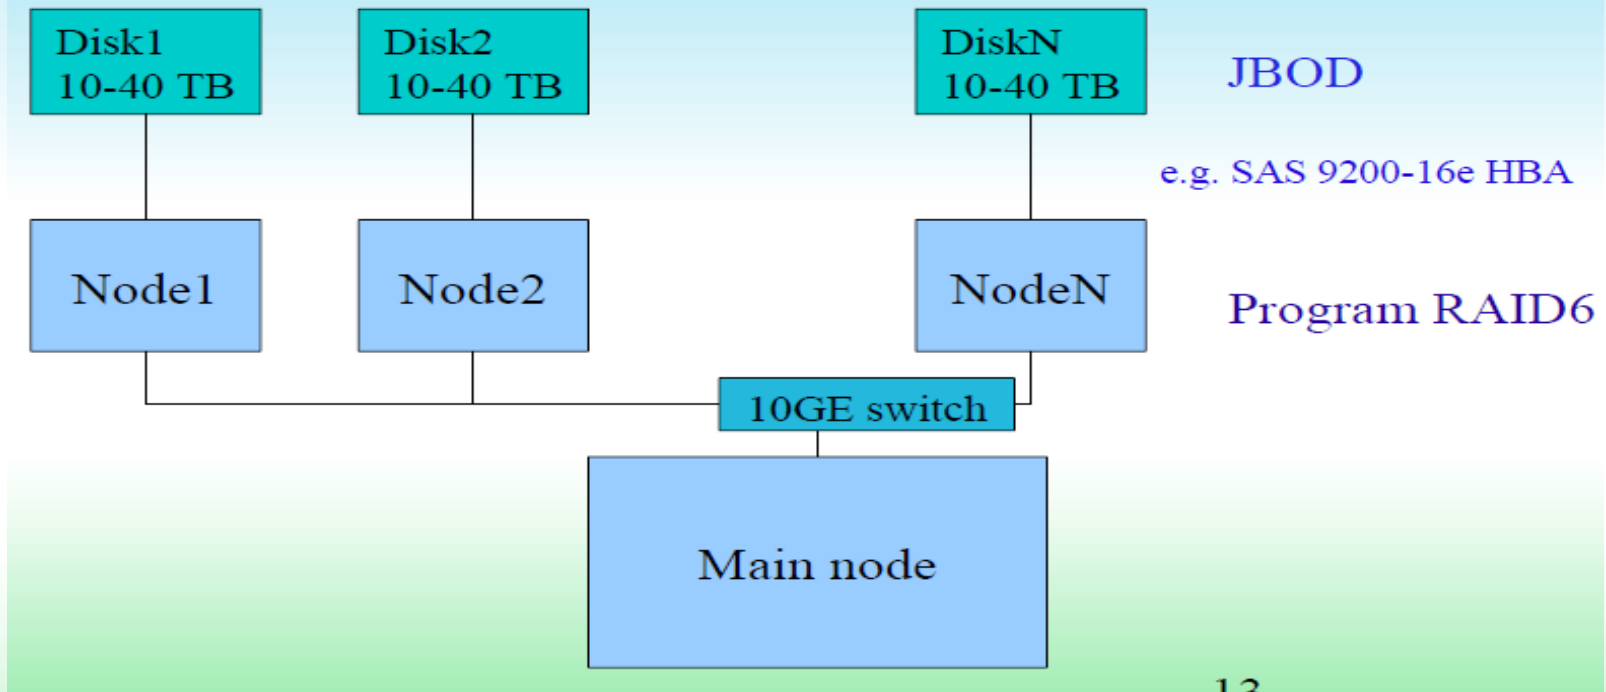 Disk1
10-40 TB
Disk2
10-40 TB
DiskN
10-40 TB
JBOD
e.g. SAS 9200-16e HBA
Node1
Node2
NodeN
Program RAID6
10GE switch
Main node
13